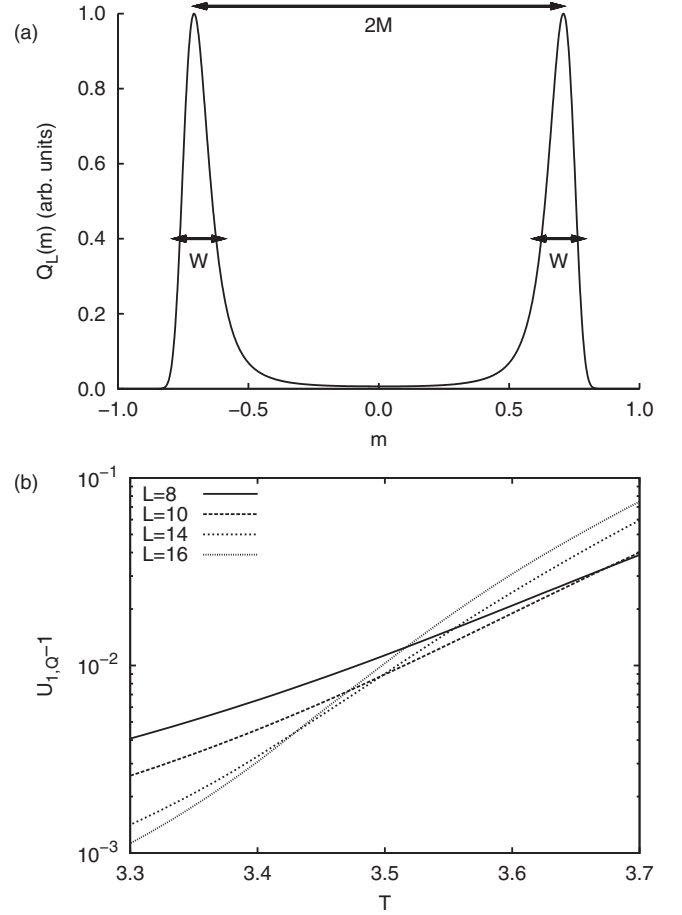 (a)
1.0
2M
0.8
0.6
Q_L(m) (arb. units)
0.4
W
W
0.2
0.0
−1.0 −0.5 0.0 0.5 1.0
m
(b)
10^-1
L=8
L=10
L=14
L=16
U_{1,Q}-1
10^-2
10^-3
3.3 3.4 3.5 3.6 3.7
T